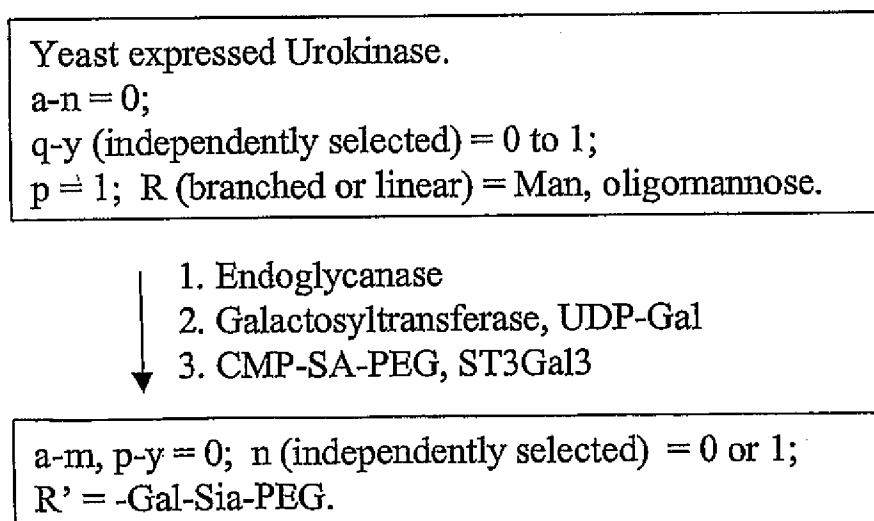 Yeast expressed Urokinase.
a-n = 0;
q-y (independently selected) = 0 to 1;
p = 1; R (branched or linear) = Man, oligomannose.
1. Endoglycanase
2. Galactosyltransferase, UDP-Gal
3. CMP-SA-PEG, ST3Gal3
a-m, p-y = 0; n (independently selected) = 0 or 1;
R' = -Gal-Sia-PEG.